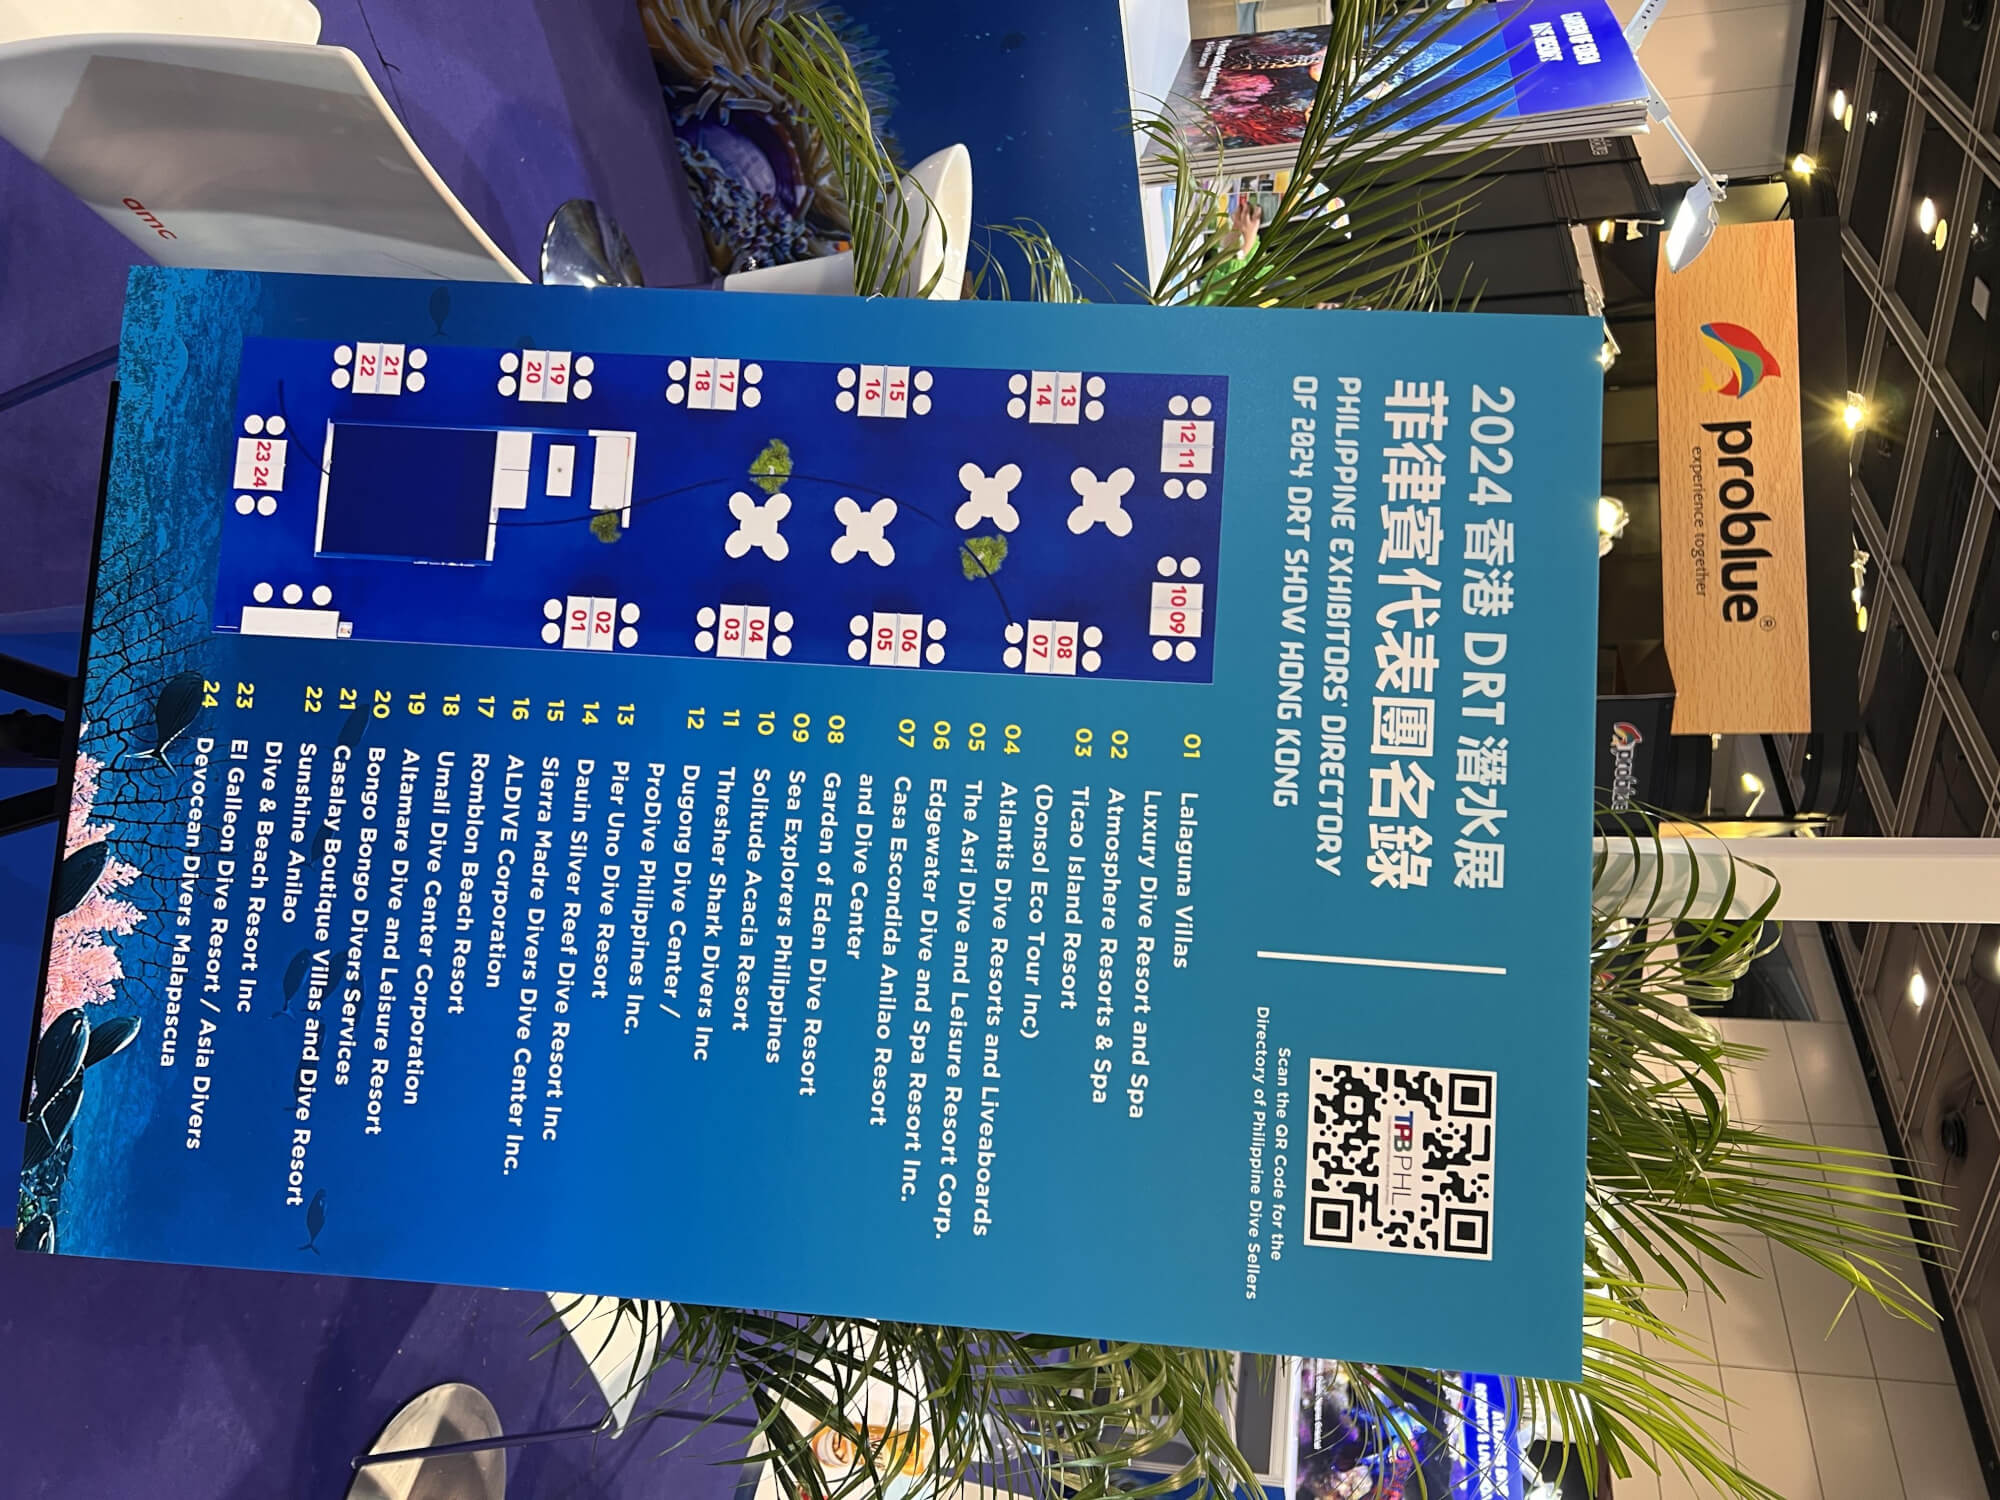 problue®
experience together
problue
GARDEN OF EDEN
DIVE RESORT
2024 香港 DRT 潛水展
菲律賓代表團名錄
PHILIPPINE EXHIBITORS' DIRECTORY
OF 2024 DRT SHOW HONG KONG
TPBPHL
Scan the QR Code for the
Directory of Philippine Dive Sellers
12 11
10 09
13
14
08
07
15
16
06
05
17
18
04
03
19
20
02
01
21
22
23 24
01 Lalaguna Villas
Luxury Dive Resort and Spa
02 Atmosphere Resorts & Spa
03 Ticao Island Resort
(Donsol Eco Tour Inc)
04 Atlantis Dive Resorts and Liveaboards
05 The Asri Dive and Leisure Resort Corp.
06 Edgewater Dive and Spa Resort Inc.
07 Casa Escondida Anilao Resort
and Dive Center
08 Garden of Eden Dive Resort
09 Sea Explorers Philippines
10 Solitude Acacia Resort
11 Thresher Shark Divers Inc
12 Dugong Dive Center /
ProDive Philippines Inc.
13 Pier Uno Dive Resort
14 Dauin Silver Reef Dive Resort Inc
15 Sierra Madre Divers Dive Center Inc.
16 ALDIVE Corporation
17 Romblon Beach Resort
18 Umali Dive Center Corporation
19 Altamare Dive and Leisure Resort
20 Bongo Bongo Divers Services
21 Casalay Boutique Villas and Dive Resort
22 Sunshine Anilao
Dive & Beach Resort Inc
23 El Galleon Dive Resort / Asia Divers
24 Devocean Divers Malapascua
amc